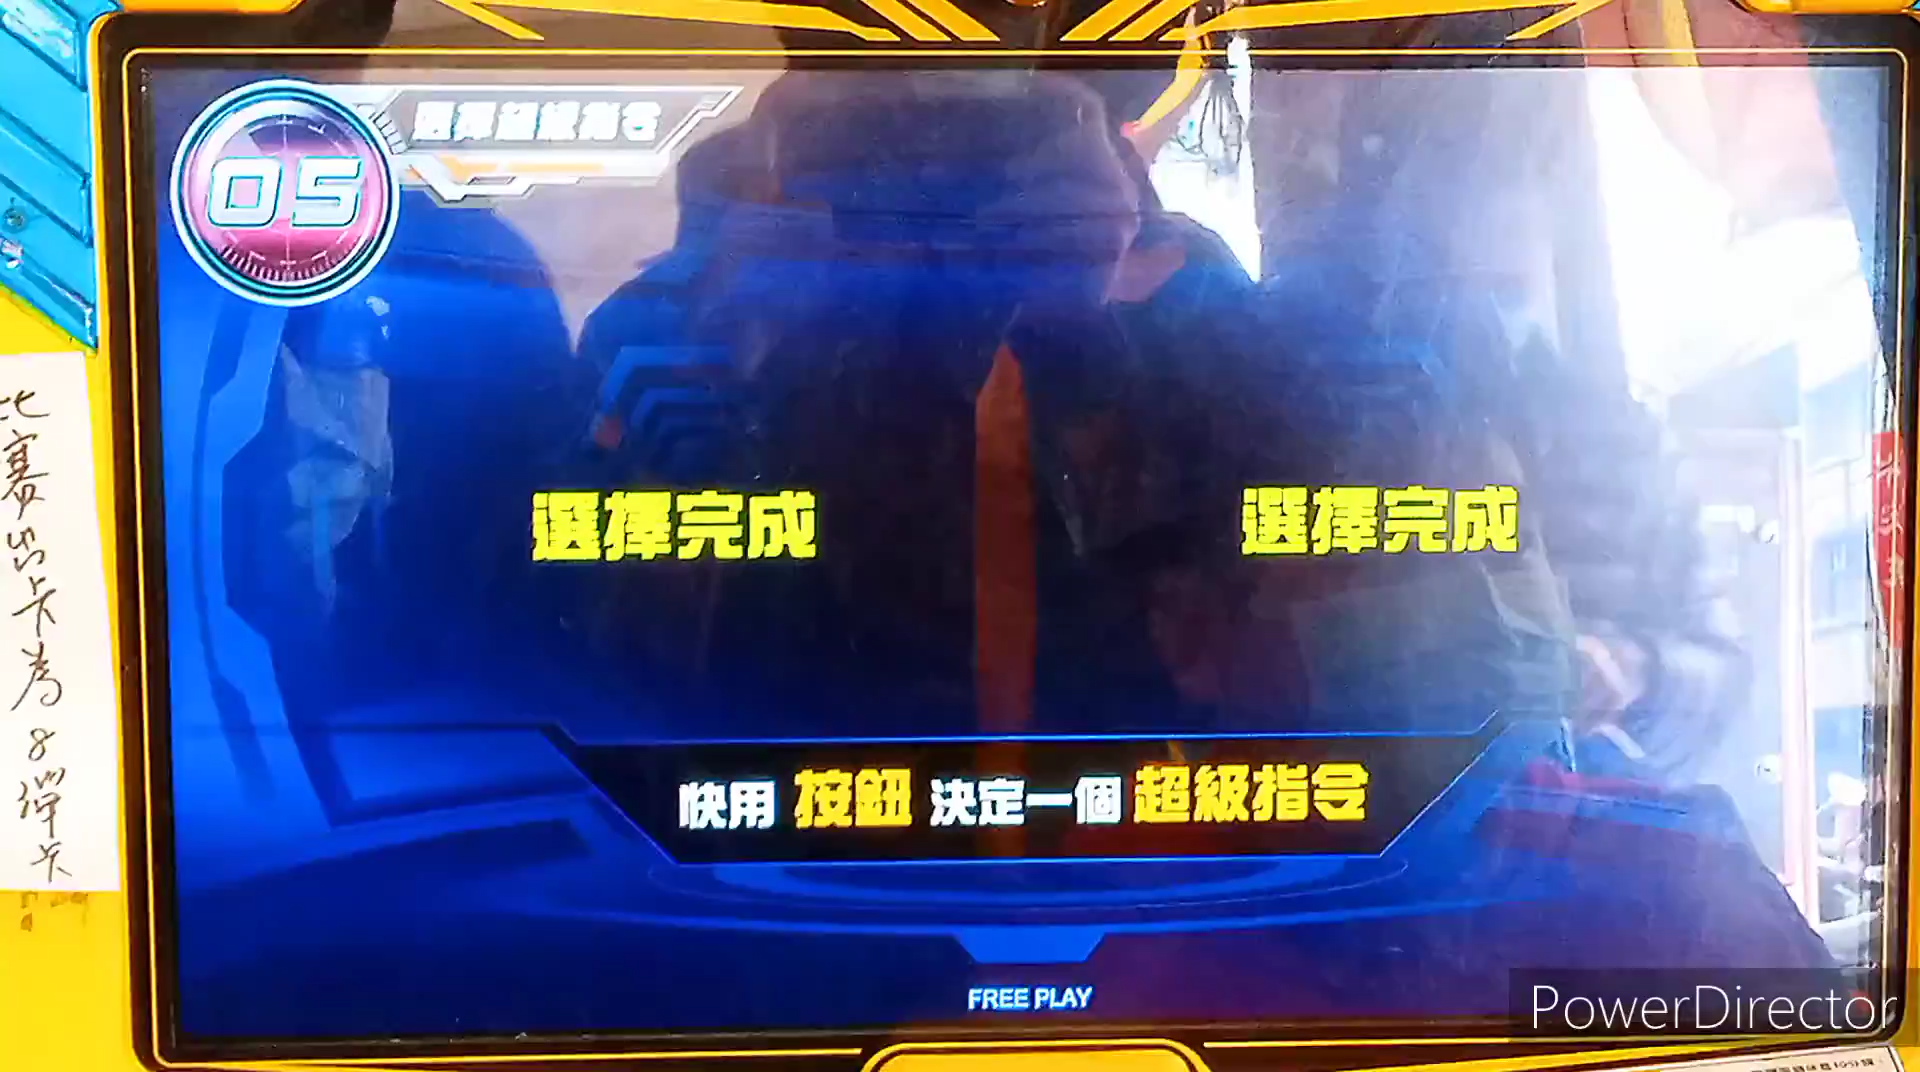 選擇超級指令
05
選擇完成
選擇完成
快用 按鈕 決定一個 超級指令
FREE PLAY
比賽出卡為8彈卡
PowerDirector